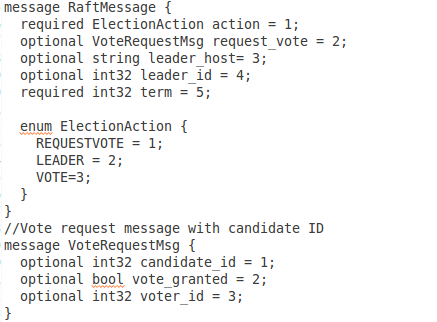 message RaftMessage {
  required ElectionAction action = 1;
  optional VoteRequestMsg request_vote = 2;
  optional string leader_host= 3;
  optional int32 leader_id = 4;
  required int32 term = 5;

  enum ElectionAction {
    REQUESTVOTE = 1;
    LEADER = 2;
    VOTE=3;
  }
}
//Vote request message with candidate ID
message VoteRequestMsg {
  optional int32 candidate_id = 1;
  optional bool vote_granted = 2;
  optional int32 voter_id = 3;
}